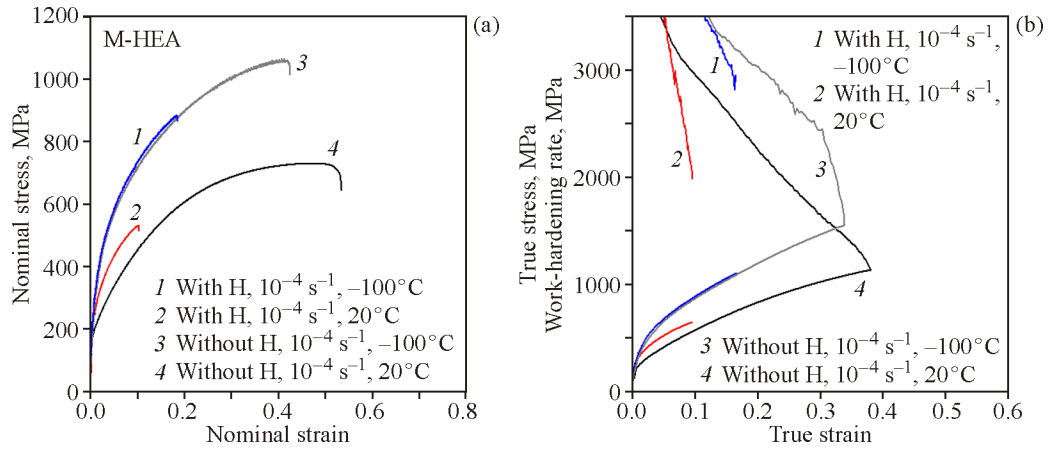 (a)
M-HEA
Nominal stress, MPa
1200
1000
800
600
400
200
0
0.0
0.2
0.4
0.6
0.8
Nominal strain
1
2
3
4
1 With H, 10⁻⁴ s⁻¹, –100°C
2 With H, 10⁻⁴ s⁻¹, 20°C
3 Without H, 10⁻⁴ s⁻¹, –100°C
4 Without H, 10⁻⁴ s⁻¹, 20°C
(b)
True stress, MPa
Work-hardening rate, MPa
3000
2000
1000
0
0.0
0.1
0.2
0.3
0.4
0.5
0.6
True strain
1
2
3
4
1 With H, 10⁻⁴ s⁻¹,
–100°C
2 With H, 10⁻⁴ s⁻¹,
20°C
3 Without H, 10⁻⁴ s⁻¹, –100°C
4 Without H, 10⁻⁴ s⁻¹, 20°C